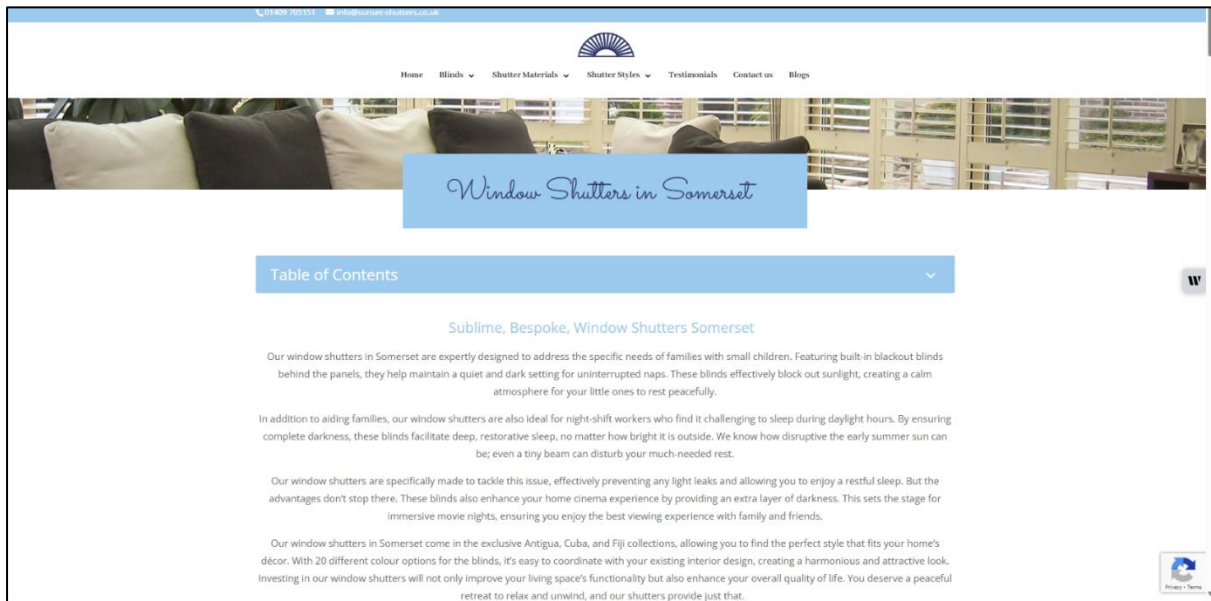 01409 705151 info@sunset-shutters.co.uk
Home Blinds Shutter Materials Shutter Styles Testimonials Contact us Blogs
Window Shutters in Somerset
Table of Contents
W
Sublime, Bespoke, Window Shutters Somerset
Our window shutters in Somerset are expertly designed to address the specific needs of families with small children. Featuring built-in blackout blinds
behind the panels, they help maintain a quiet and dark setting for uninterrupted naps. These blinds effectively block out sunlight, creating a calm
atmosphere for your little ones to rest peacefully.
In addition to aiding families, our window shutters are also ideal for night-shift workers who find it challenging to sleep during daylight hours. By ensuring
complete darkness, these blinds facilitate deep, restorative sleep, no matter how bright it is outside. We know how disruptive the early summer sun can
be; even a tiny beam can disturb your much-needed rest.
Our window shutters are specifically made to tackle this issue, effectively preventing any light leaks and allowing you to enjoy a restful sleep. But the
advantages don't stop there. These blinds also enhance your home cinema experience by providing an extra layer of darkness. This sets the stage for
immersive movie nights, ensuring you enjoy the best viewing experience with family and friends.
Our window shutters in Somerset come in the exclusive Antigua, Cuba, and Fiji collections, allowing you to find the perfect style that fits your home's
décor. With 20 different colour options for the blinds, it's easy to coordinate with your existing interior design, creating a harmonious and attractive look.
Investing in our window shutters will not only improve your living space's functionality but also enhance your overall quality of life. You deserve a peaceful
retreat to relax and unwind, and our shutters provide just that.
Privacy - Terms